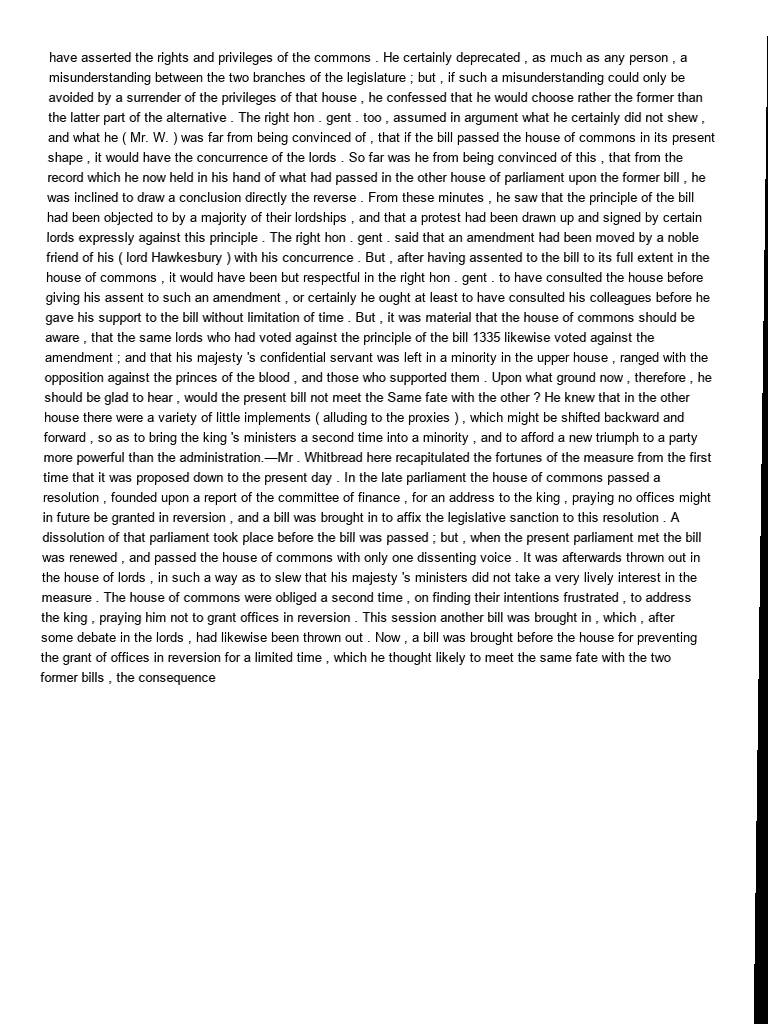 have asserted the rights and privileges of the commons . He certainly deprecated , as much as any person , a
misunderstanding between the two branches of the legislature ; but , if such a misunderstanding could only be
avoided by a surrender of the privileges of that house , he confessed that he would choose rather the former than
the latter part of the alternative . The right hon . gent . too , assumed in argument what he certainly did not shew ,
and what he ( Mr. W. ) was far from being convinced of , that if the bill passed the house of commons in its present
shape , it would have the concurrence of the lords . So far was he from being convinced of this , that from the
record which he now held in his hand of what had passed in the other house of parliament upon the former bill , he
was inclined to draw a conclusion directly the reverse . From these minutes , he saw that the principle of the bill
had been objected to by a majority of their lordships , and that a protest had been drawn up and signed by certain
lords expressly against this principle . The right hon . gent . said that an amendment had been moved by a noble
friend of his ( lord Hawkesbury ) with his concurrence . But , after having assented to the bill to its full extent in the
house of commons , it would have been but respectful in the right hon . gent . to have consulted the house before
giving his assent to such an amendment , or certainly he ought at least to have consulted his colleagues before he
gave his support to the bill without limitation of time . But , it was material that the house of commons should be
aware , that the same lords who had voted against the principle of the bill 1335 likewise voted against the
amendment ; and that his majesty 's confidential servant was left in a minority in the upper house , ranged with the
opposition against the princes of the blood , and those who supported them . Upon what ground now , therefore , he
should be glad to hear , would the present bill not meet the Same fate with the other ? He knew that in the other
house there were a variety of little implements ( alluding to the proxies ) , which might be shifted backward and
forward , so as to bring the king 's ministers a second time into a minority , and to afford a new triumph to a party
more powerful than the administration.—Mr . Whitbread here recapitulated the fortunes of the measure from the first
time that it was proposed down to the present day . In the late parliament the house of commons passed a
resolution , founded upon a report of the committee of finance , for an address to the king , praying no offices might
in future be granted in reversion , and a bill was brought in to affix the legislative sanction to this resolution . A
dissolution of that parliament took place before the bill was passed ; but , when the present parliament met the bill
was renewed , and passed the house of commons with only one dissenting voice . It was afterwards thrown out in
the house of lords , in such a way as to slew that his majesty 's ministers did not take a very lively interest in the
measure . The house of commons were obliged a second time , on finding their intentions frustrated , to address
the king , praying him not to grant offices in reversion . This session another bill was brought in , which , after
some debate in the lords , had likewise been thrown out . Now , a bill was brought before the house for preventing
the grant of offices in reversion for a limited time , which he thought likely to meet the same fate with the two
former bills , the consequence